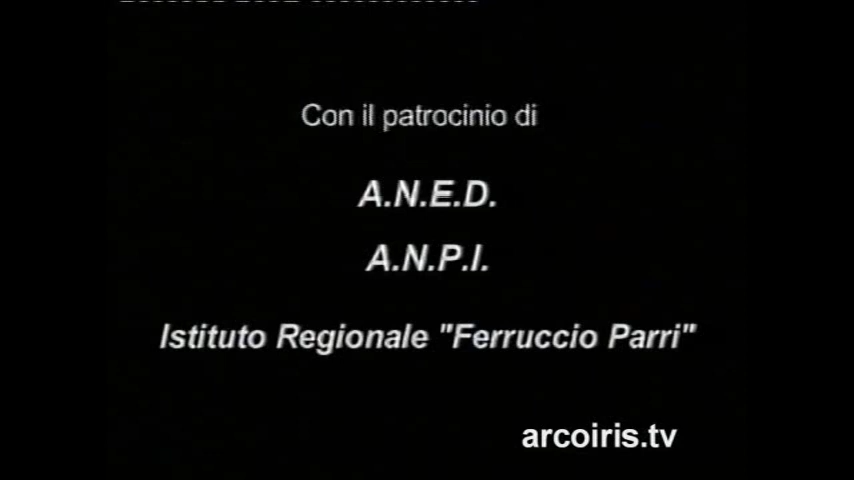 Con il patrocinio di
A.N.E.D.
A.N.P.I.
Istituto Regionale "Ferruccio Parri"
arcoiris.tv